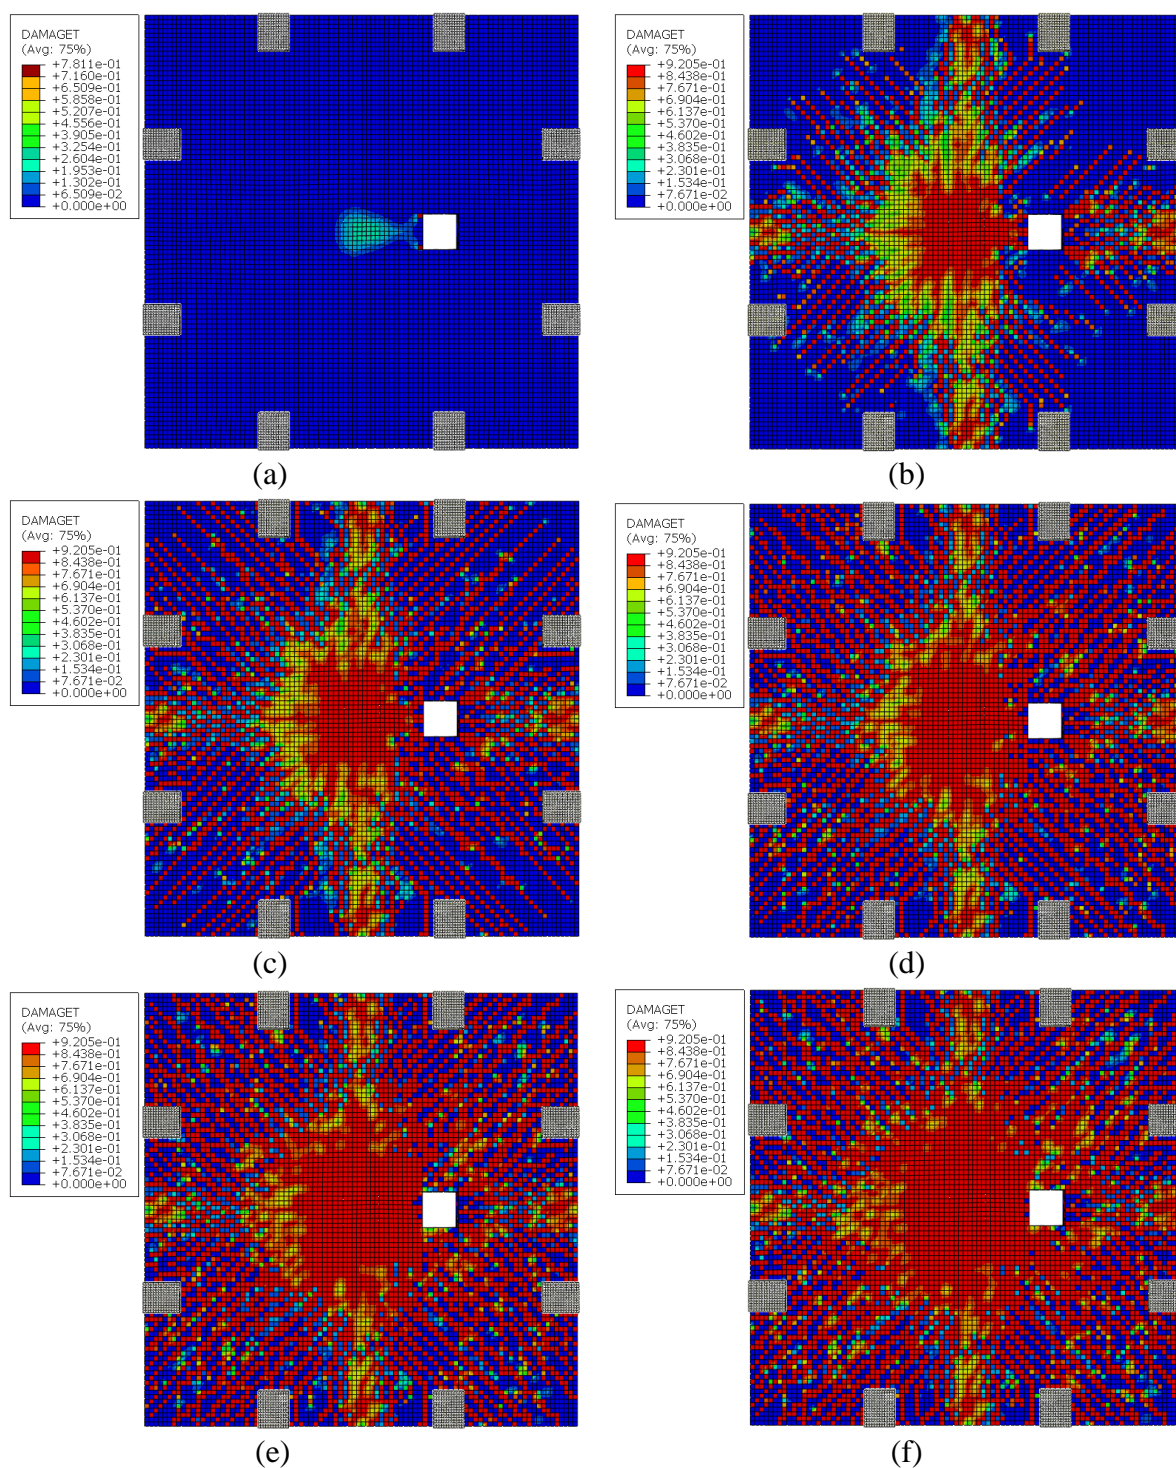 DAMAGET
(Avg: 75%)
+7.811e-01
+7.160e-01
+6.509e-01
+5.858e-01
+5.207e-01
+4.556e-01
+3.905e-01
+3.254e-01
+2.604e-01
+1.953e-01
+1.302e-01
+6.509e-02
+0.000e+00
(a)
DAMAGET
(Avg: 75%)
+9.205e-01
+8.438e-01
+7.671e-01
+6.904e-01
+6.137e-01
+5.370e-01
+4.602e-01
+3.835e-01
+3.068e-01
+2.301e-01
+1.534e-01
+7.671e-02
+0.000e+00
(b)
DAMAGET
(Avg: 75%)
+9.205e-01
+8.438e-01
+7.671e-01
+6.904e-01
+6.137e-01
+5.370e-01
+4.602e-01
+3.835e-01
+3.068e-01
+2.301e-01
+1.534e-01
+7.671e-02
+0.000e+00
(c)
DAMAGET
(Avg: 75%)
+9.205e-01
+8.438e-01
+7.671e-01
+6.904e-01
+6.137e-01
+5.370e-01
+4.602e-01
+3.835e-01
+3.068e-01
+2.301e-01
+1.534e-01
+7.671e-02
+0.000e+00
(d)
DAMAGET
(Avg: 75%)
+9.205e-01
+8.438e-01
+7.671e-01
+6.904e-01
+6.137e-01
+5.370e-01
+4.602e-01
+3.835e-01
+3.068e-01
+2.301e-01
+1.534e-01
+7.671e-02
+0.000e+00
(e)
DAMAGET
(Avg: 75%)
+9.205e-01
+8.438e-01
+7.671e-01
+6.904e-01
+6.137e-01
+5.370e-01
+4.602e-01
+3.835e-01
+3.068e-01
+2.301e-01
+1.534e-01
+7.671e-02
+0.000e+00
(f)